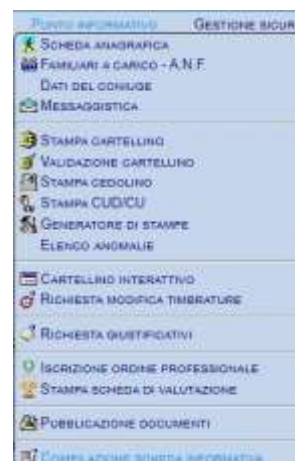 PUNTO INFORMATIVO GESTIONE SICUR
SCHEDA ANAGRAFICA
FAMILIARI A CARICO - A.N.F.
DATI DEL CONIUGE
MESSAGGISTICA
STAMPA CARTELLINO
VALIDAZIONE CARTELLINO
STAMPA CEDOLINO
STAMPA CUD/CU
GENERATORE DI STAMPE
ELENCO ANOMALIE
CARTELLINO INTERATTIVO
RICHIESTA MODIFICA TIMBRATURE
RICHIESTA GIUSTIFICATIVI
ISCRIZIONE ORDINE PROFESSIONALE
STAMPA SCHEDA DI VALUTAZIONE
PUBBLICAZIONE DOCUMENTI
COMPILAZIONE SCHEDA INFORMATIVA